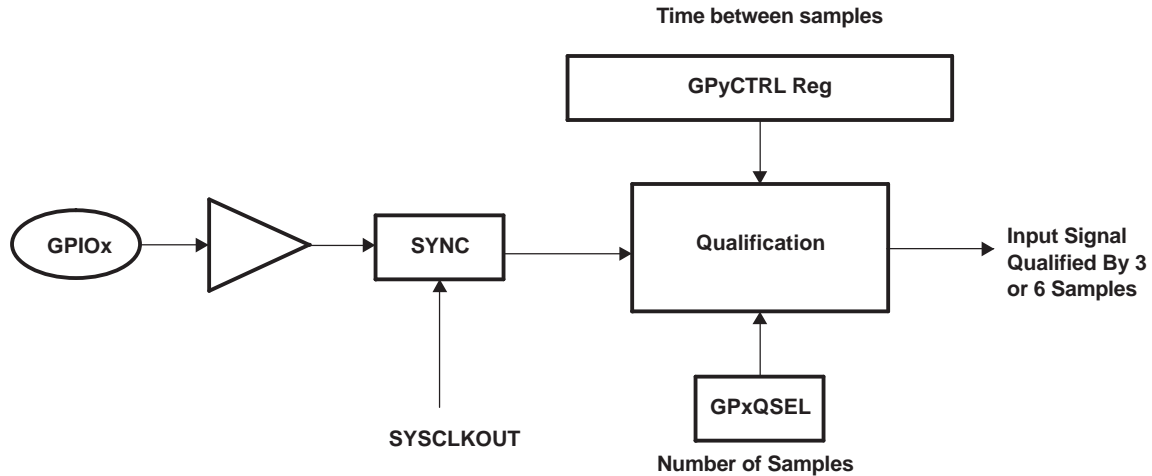 Time between samples
GPyCTRL Reg
GPIOx
SYNC
Qualification
Input Signal
Qualified By 3
or 6 Samples
GPxQSEL
SYSCLKOUT
Number of Samples